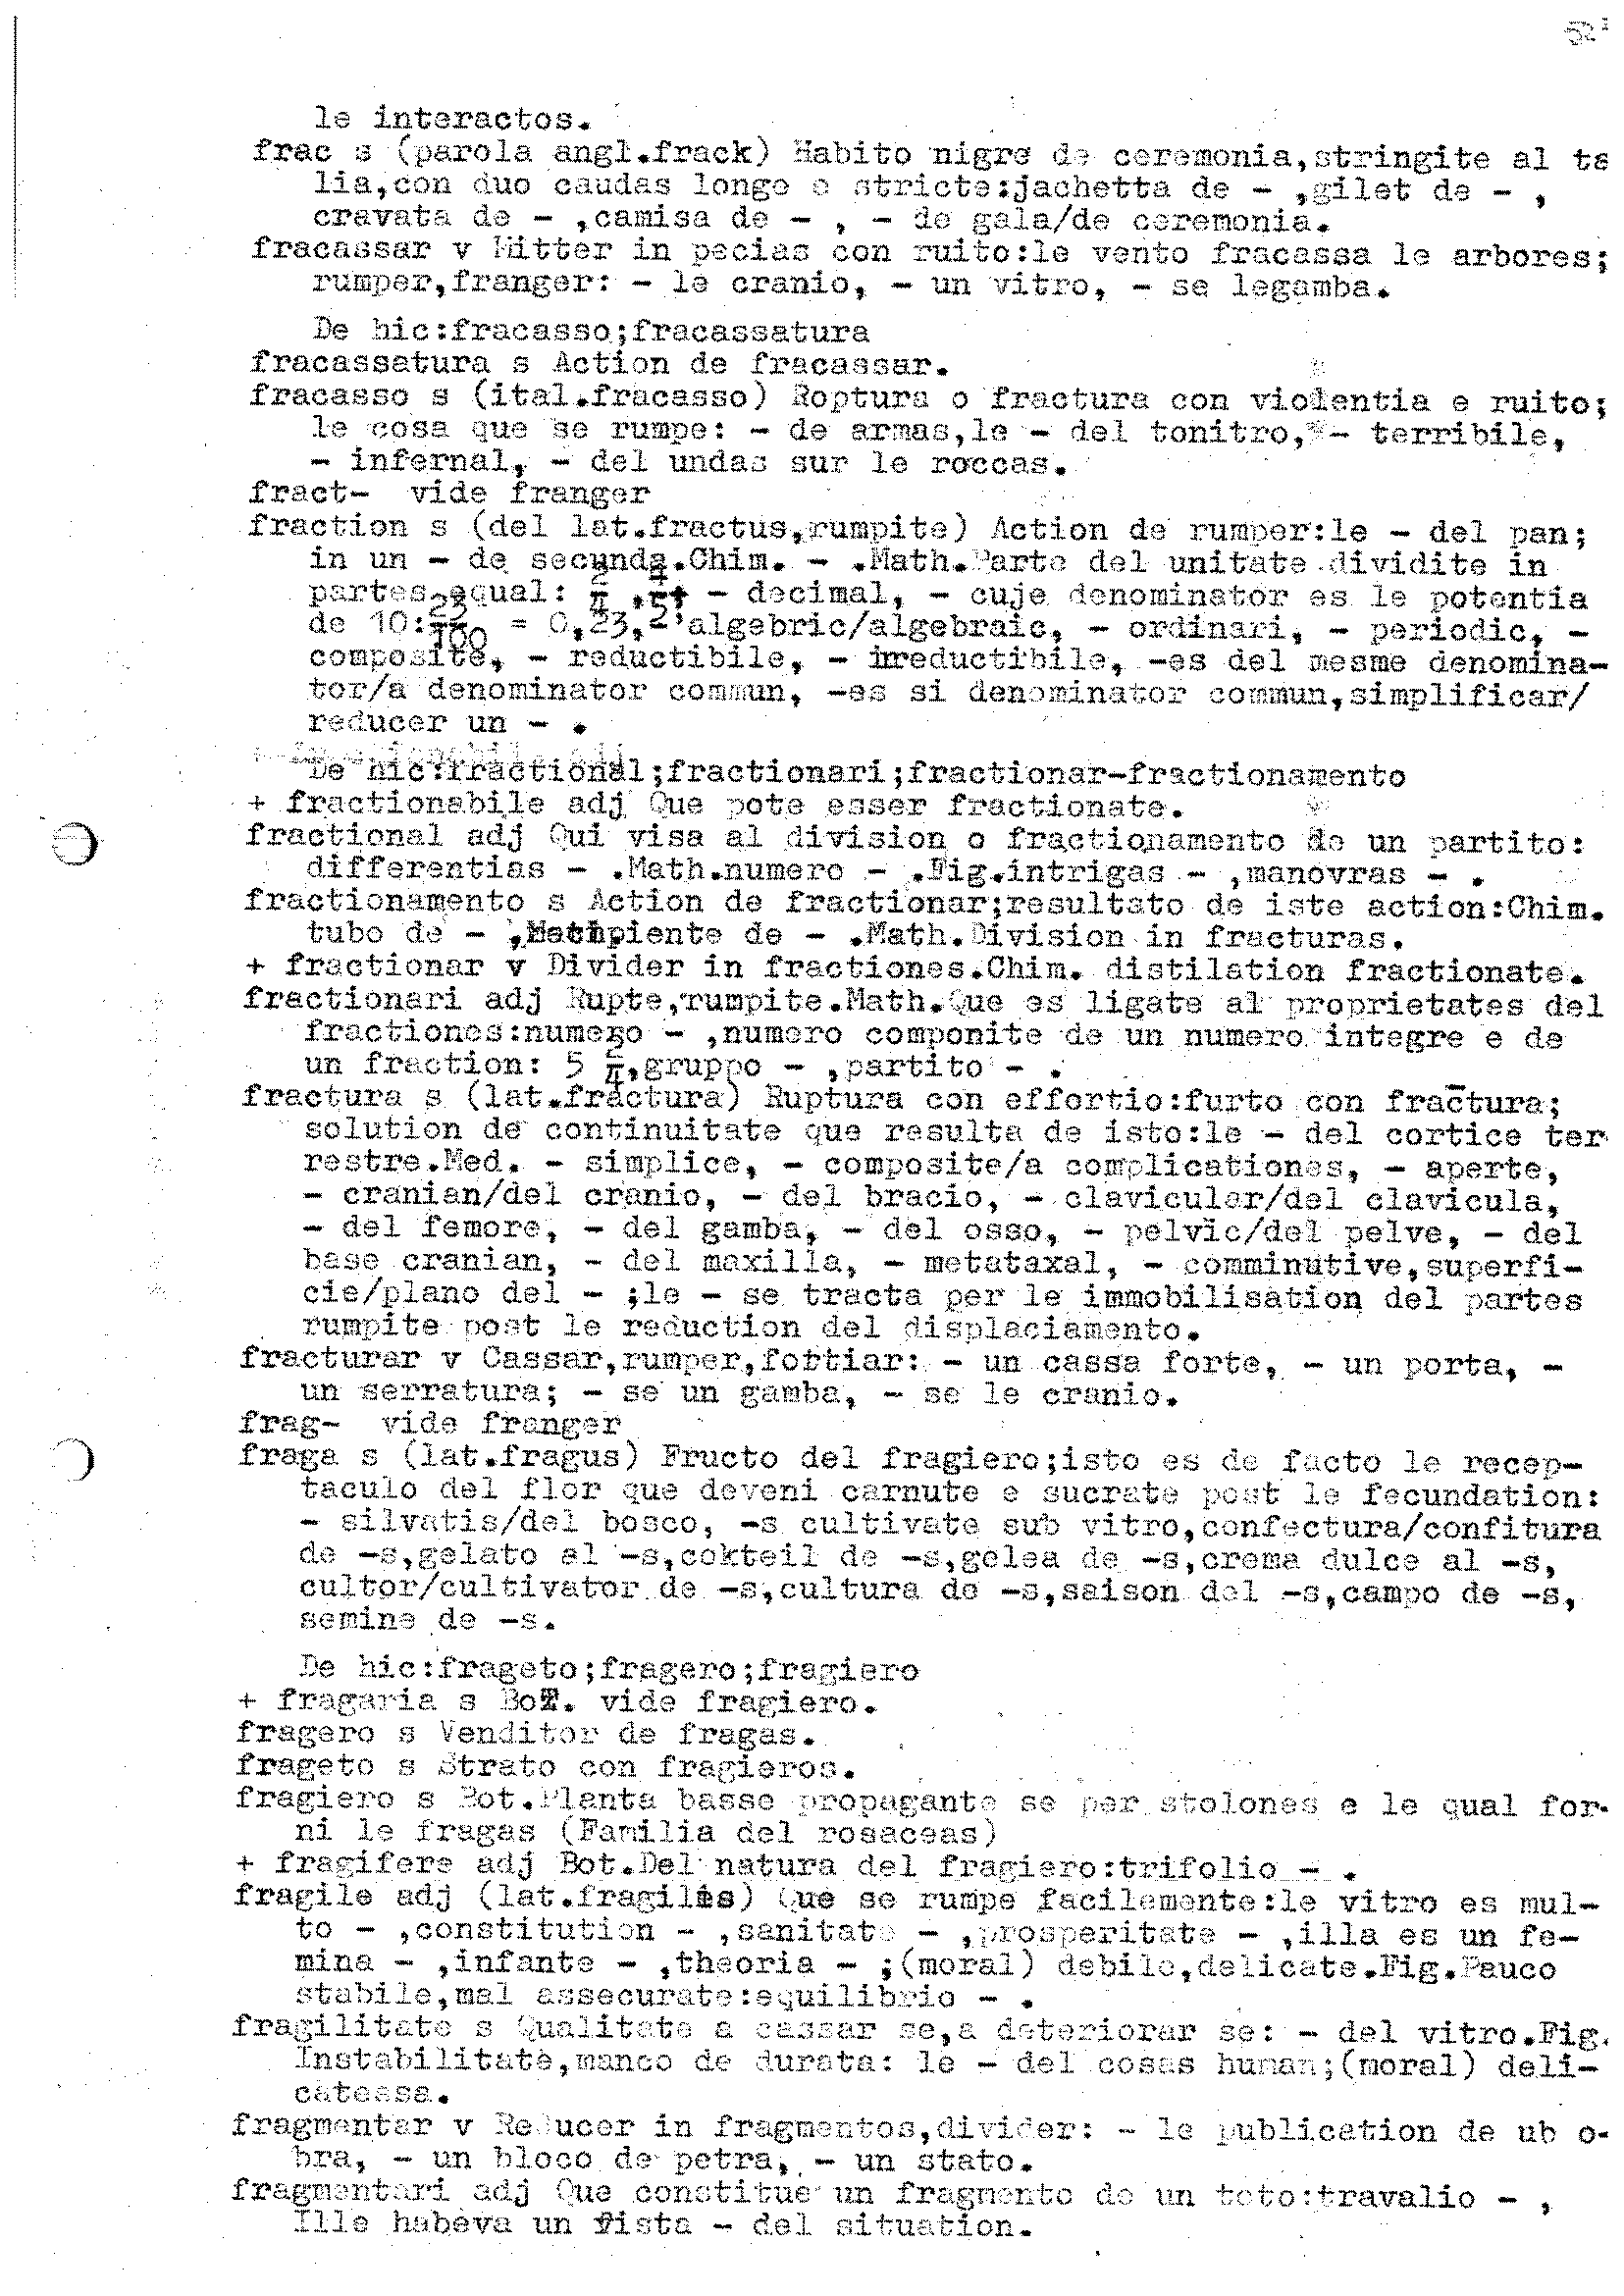 521
le interactos.
frac s (parola angl.frack) Habito nigre de ceremonia,stringite al ta
lia,con duo caudas longe e stricte:jachetta de - ,gilet de - ,
cravata de - ,camisa de - , - de gala/de ceremonia.
fracassar v Mitter in pecias con ruito:le vento fracassa le arbores;
rumper,franger: - le cranio, - un vitro, - se legamba.
De hic:fracasso;fracassatura
fracassatura s Action de fracassar.
fracasso s (ital.fracasso) Roptura o fractura con violentia e ruito;
le cosa que se rumpe: - de armas,le - del tonitro, - terribile,
- infernal, - del undas sur le roccas.
fract- vide franger
fraction s (del lat.fractus,rumpite) Action de rumper:le - del pan;
in un - de secunda.Chim. - .Math.Parte del unitate dividite in
partes equal: 2/4 ,4/5, - decimal, - cuje denominator es le potentia
de 10:23/100 = 0,23,- algebric/algebraic, - ordinari, - periodic, -
composite, - reductibile, - irreductibile, -es del mesme denomina-
tor/a denominator commun, -es si denominator commun,simplificar/
reducer un - .
De hic:fractional;fractionari;fractionar-fractionamento
+ fractionabile adj Que pote esser fractionate.
fractional adj Qui visa al division o fractionamento de un partito:
differentias - .Math.numero - .Fig.intrigas - ,manovras - .
fractionamento s Action de fractionar;resultato de iste action:Chim.
tubo de - , de - .Math.Division in fracturas.
+ fractionar v Divider in fractiones.Chim. distilation fractionate.
fractionari adj Rupte,rumpite.Math.Que es ligate al proprietates del
fractiones:numero - ,numero componite de un numero integre e de
un fraction: 5 2/4,gruppo - ,partito - .
fractura s (lat.fractura) Ruptura con effortio:furto con fractura;
solution de continuitate que resulta de isto:le - del cortice ter
restre.Med. - simplice, - composite/a complicationes, - aperte,
- cranian/del cranio, - del bracio, - clavicular/del clavicula,
- del femore, - del gamba, - del osso, - pelvic/del pelve, - del
base cranian, - del maxilla, - metataxal, - comminutive,superfi-
cie/plano del - ;le - se tracta per le immobilisation del partes
rumpite post le reduction del displaciamento.
fracturar v Cassar,rumper,fortiar: - un cassa forte, - un porta, -
un serratura; - se un gamba, - se le cranio.
frag- vide franger
fraga s (lat.fragus) Fructo del fragiero;isto es de facto le recep-
taculo del flor que deveni carnute e sucrate post le fecundation:
- silvatis/del bosco, -s cultivate sub vitro,confectura/confitura
de -s,gelato al -s,cokteil de -s,gelea de -s,crema dulce al -s,
cultor/cultivator de -s,cultura de -s,saison del -s,campo de -s,
semine de -s.
De hic:frageto;fragero;fragiero
+ fragaria s Bot. vide fragiero.
fragero s Venditor de fragas.
frageto s Strato con fragieros.
fragiero s Bot.Planta basse propagante se per stolones e le qual for-
ni le fragas (Familia del rosaceas)
+ fragifere adj Bot.Del natura del fragiero:trifolio - .
fragile adj (lat.fragilis) Que se rumpe facilemente:le vitro es mul-
to - ,constitution - ,sanitate - ,prosperitate - ,illa es un fe-
mina - ,infante - ,theoria - ;(moral) debile,delicate.Fig.Pauco
stabile,mal assecurate:equilibrio - .
fragilitate s Qualitate a cassar se,a deteriorar se: - del vitro.Fig.
Instabilitate,manco de durata: le - del cosas human;(moral) deli-
cateasa.
fragmentar v Reducer in fragmentos,divider: - le publication de ub o-
bra, - un bloco de petra, - un stato.
fragmentari adj Que constitue un fragmento de un toto:travalio - ,
Ille habeva un vista - del situation.